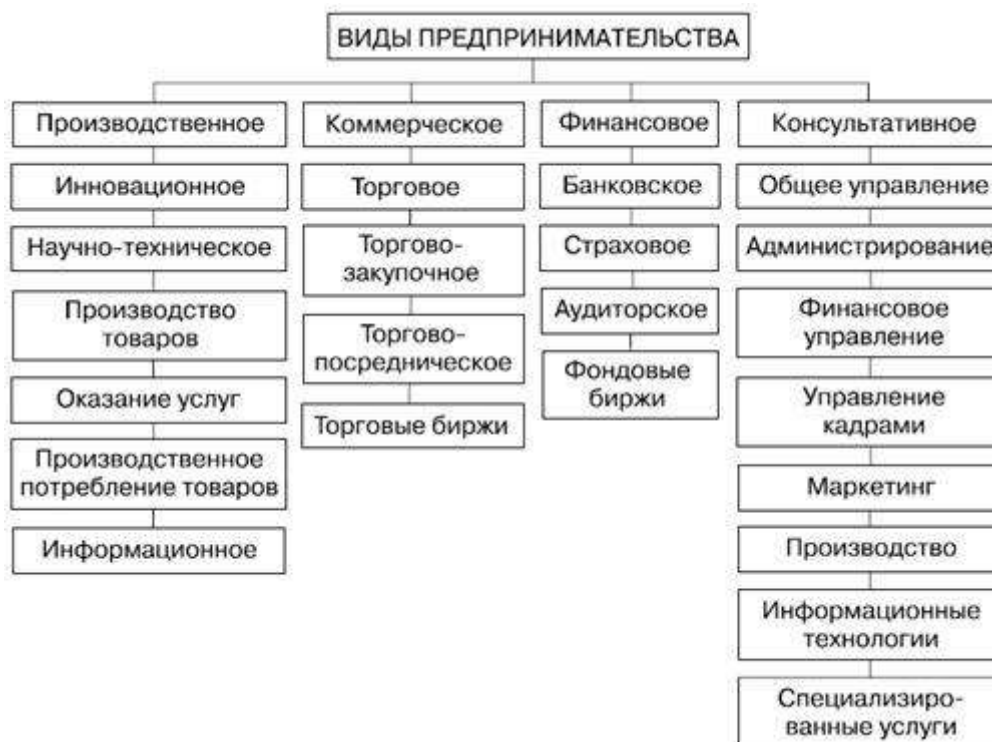 ВИДЫ ПРЕДПРИНИМАТЕЛЬСТВА
Производственное
Инновационное
Научно-техническое
Производство
товаров
Оказание услуг
Производственное
потребление товаров
Информационное
Коммерческое
Торговое
Торгово-
закупочное
Торгово-
посредническое
Торговые биржи
Финансовое
Банковское
Страховое
Аудиторское
Фондовые
биржи
Консультативное
Общее управление
Администрирование
Финансовое
управление
Управление
кадрами
Маркетинг
Производство
Информационные
технологии
Специализиро-
ванные услуги